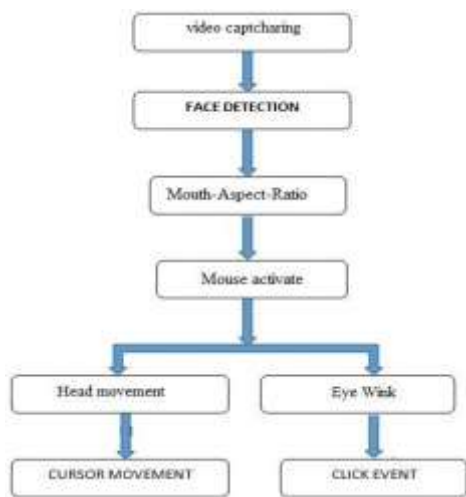 video captcharing
FACE DETECTION
Mouth-Aspect-Ratio
Mouse activate
Head movement
Eye Wink
CURSOR MOVEMENT
CLICK EVENT